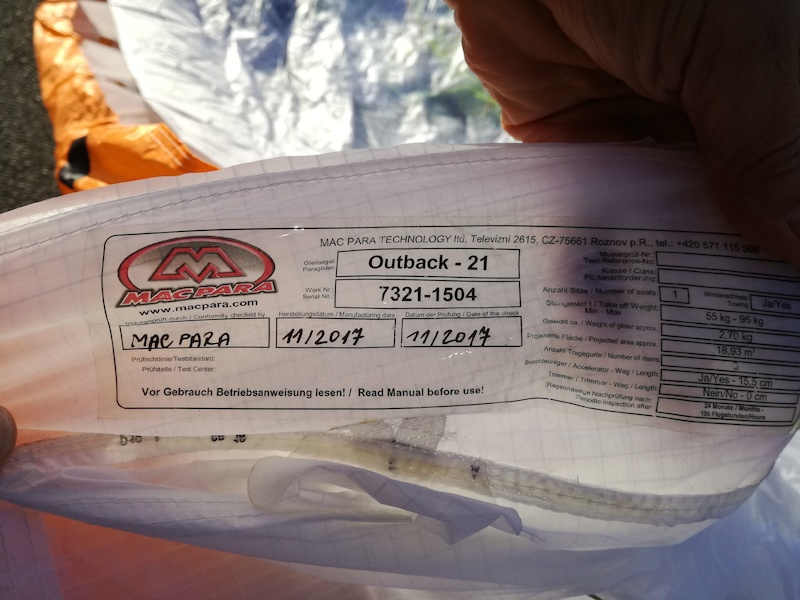 MAC PARA TECHNOLOGY ltd, Televizní 2615, CZ-75661 Roznov p.R., tel.: +420 571 115 566
MAC PARA
www.macpara.com
Gleitsegel:
Paraglider:
Outback - 21
Werk Nr.:
Serial No.:
7321-1504
Musterprüf-Nr.:
Test Reference-No:
Klasse / Class:
Pilotenanforderung:
Anzahl Sitze / Number of seats:
1
Windenschlepp
Ja/Yes
Startgewicht / Take off Weight:
Min - Max
55 kg - 95 kg
Gewicht ca. / Weight of glider approx.
2,70 kg
Projezierte Fläche / Projected area approx.
18,93 m²
Anzahl Tragegurte / Number of risers
3
Beschleuniger / Accelerator - Weg / Length
Ja/Yes - 15,5 cm
Trimmer / Trimmer - Weg / Length
Nein/No - 0 cm
Regelmässige Nachprüfung nach:
Periodic inspection after
24 Monate / Months -
100 Flugstunden/Hours
Stückgeprüft durch / Conformity checked by
MAC PARA
Herstellungsdatum / Manufacturing date
11/2017
Datum der Prüfung / Date of the check
11/2017
Prüfrichtlinie/Teststandard:
Prüfstelle / Test Center:
Vor Gebrauch Betriebsanweisung lesen! / Read Manual before use!